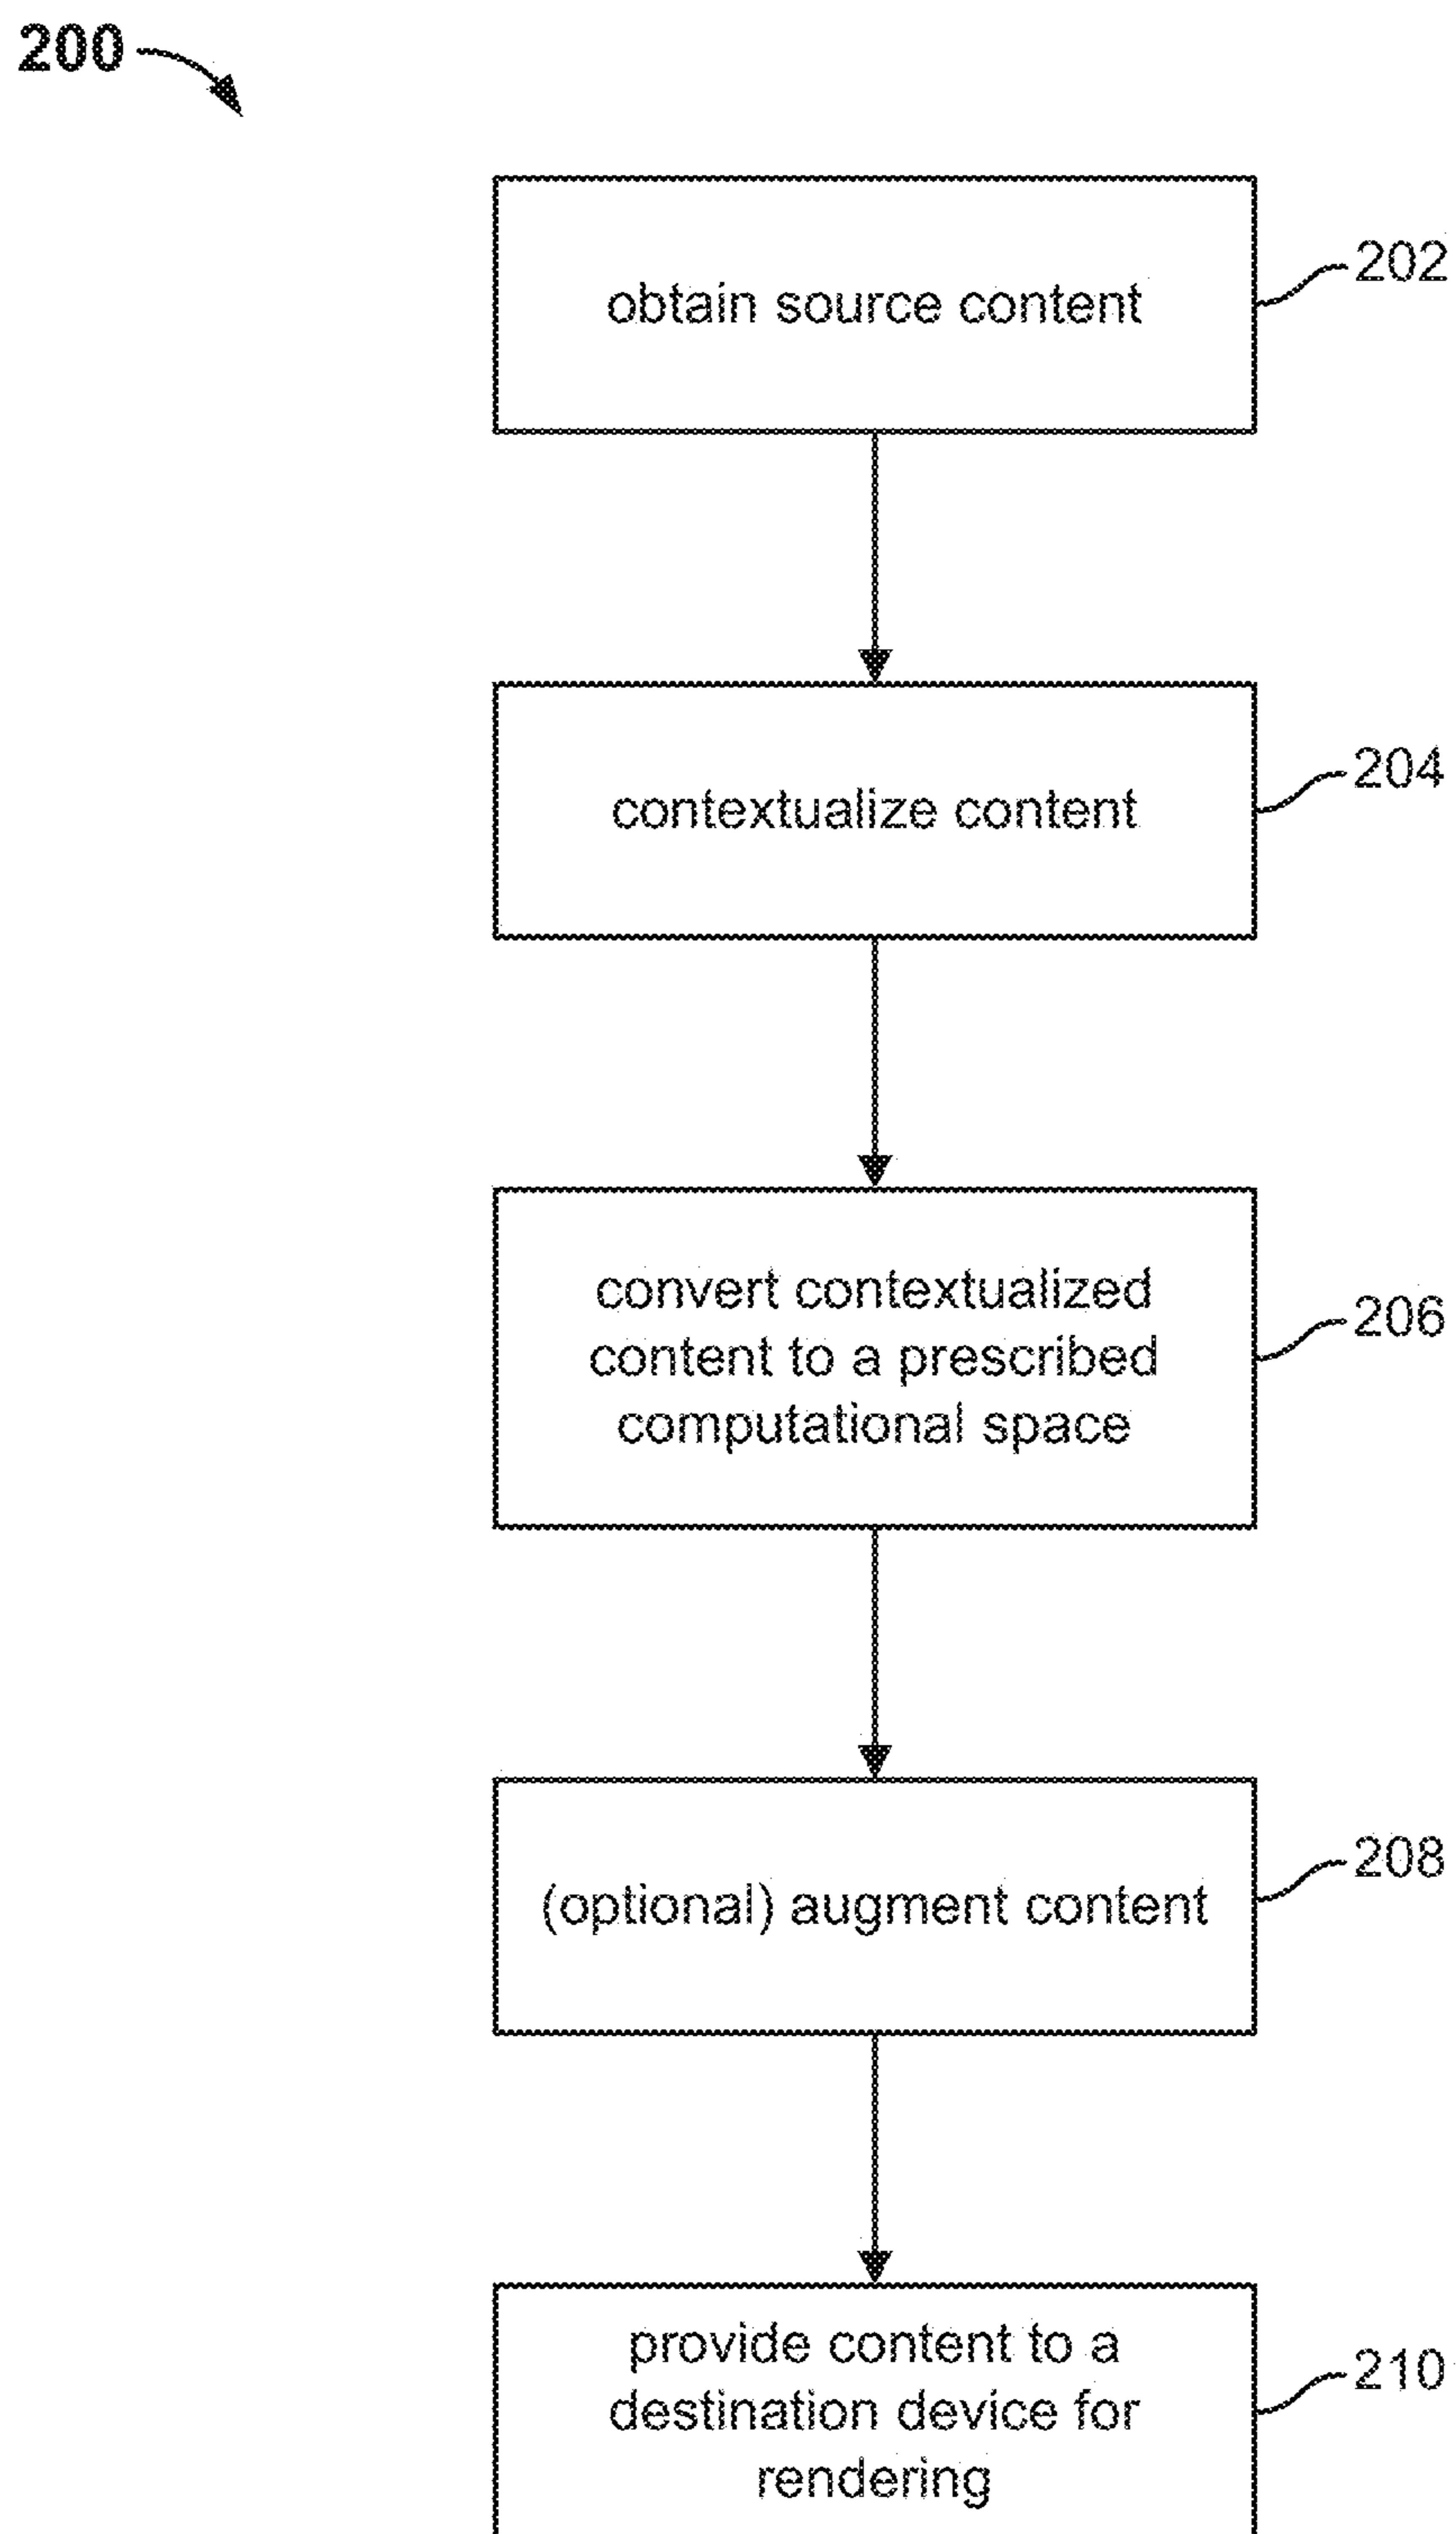 200
obtain source content
202
contextualize content
204
convert contextualized
content to a prescribed
computational space
206
(optional) augment content
208
provide content to a
destination device for
rendering
210